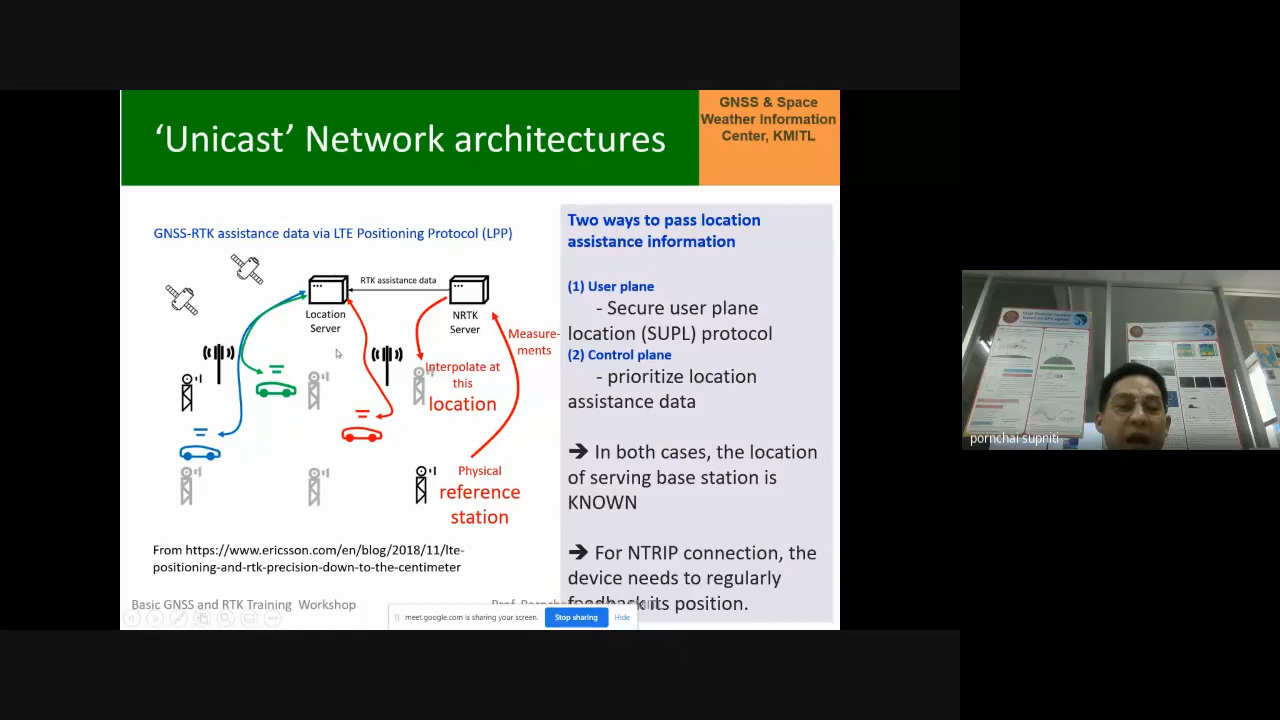 ‘Unicast’ Network architectures
GNSS & Space
Weather Information
Center, KMITL
GNSS-RTK assistance data via LTE Positioning Protocol (LPP)
RTK assistance data
Location
Server
NRTK
Server
Measure-
ments
Interpolate at
this
location
Physical
reference
station
From https://www.ericsson.com/en/blog/2018/11/lte-
positioning-and-rtk-precision-down-to-the-centimeter
Two ways to pass location
assistance information
(1) User plane
- Secure user plane
location (SUPL) protocol
(2) Control plane
- prioritize location
assistance data
➔ In both cases, the location
of serving base station is
KNOWN
➔ For NTRIP connection, the
device needs to regularly
feedback its position.
Basic GNSS and RTK Training Workshop
meet.google.com is sharing your screen.
Stop sharing
Hide
pornchai supniti